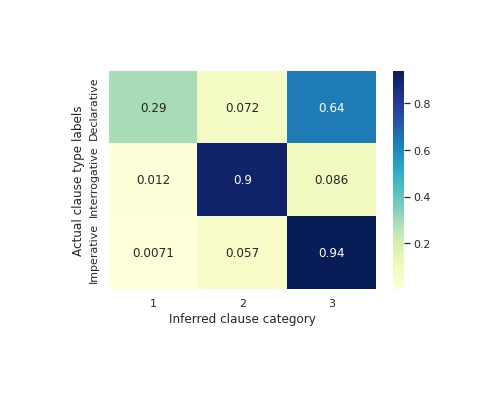 Actual clause type labels
Declarative
Interrogative
Imperative
0.29 0.072 0.64
0.012 0.9 0.086
0.0071 0.057 0.94
1 2 3
Inferred clause category
0.8
0.6
0.4
0.2